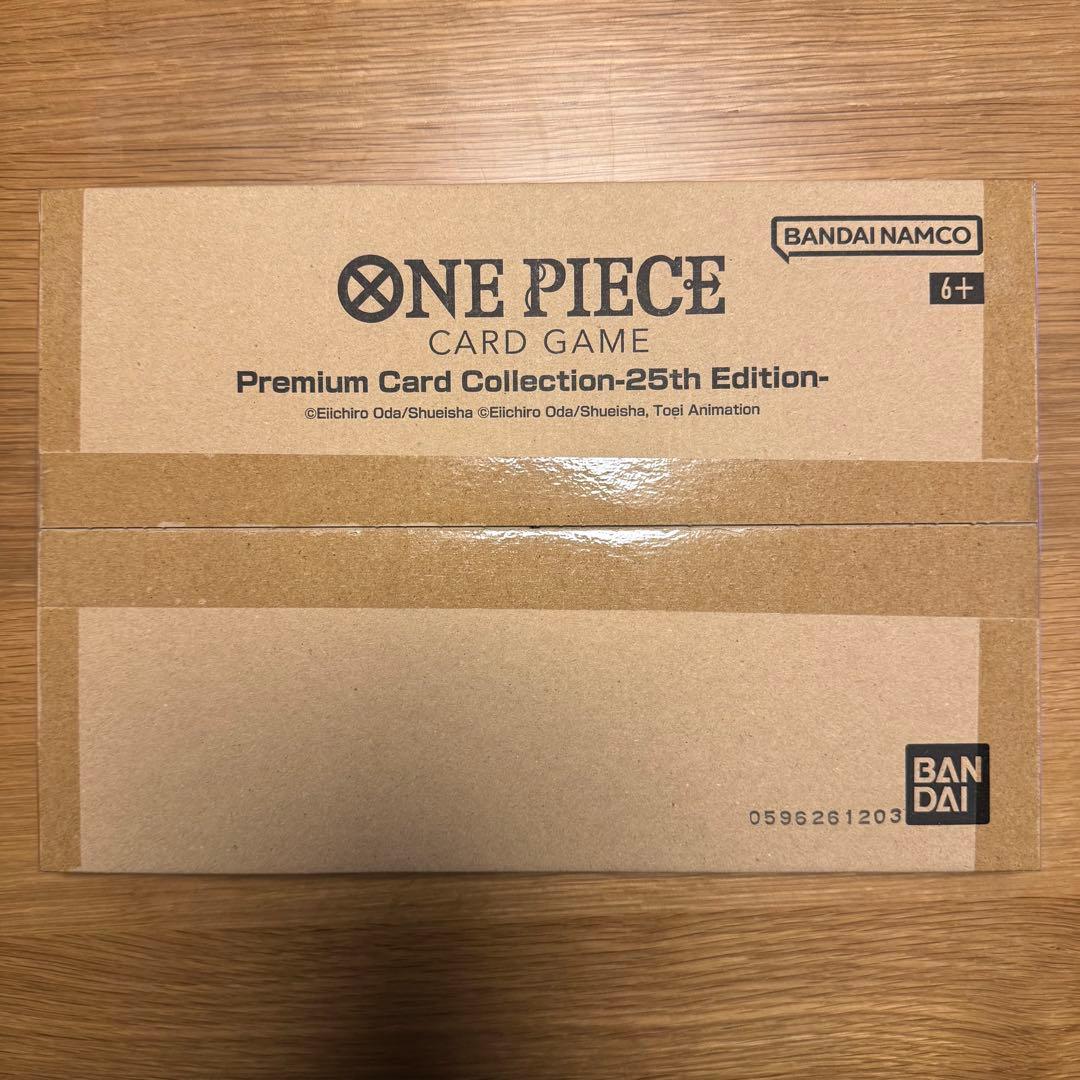 BANDAI NAMCO
6+
ONE PIECE
CARD GAME
Premium Card Collection-25th Edition-
©Eiichiro Oda/Shueisha ©Eiichiro Oda/Shueisha, Toei Animation
BAN
DAI
0596261203